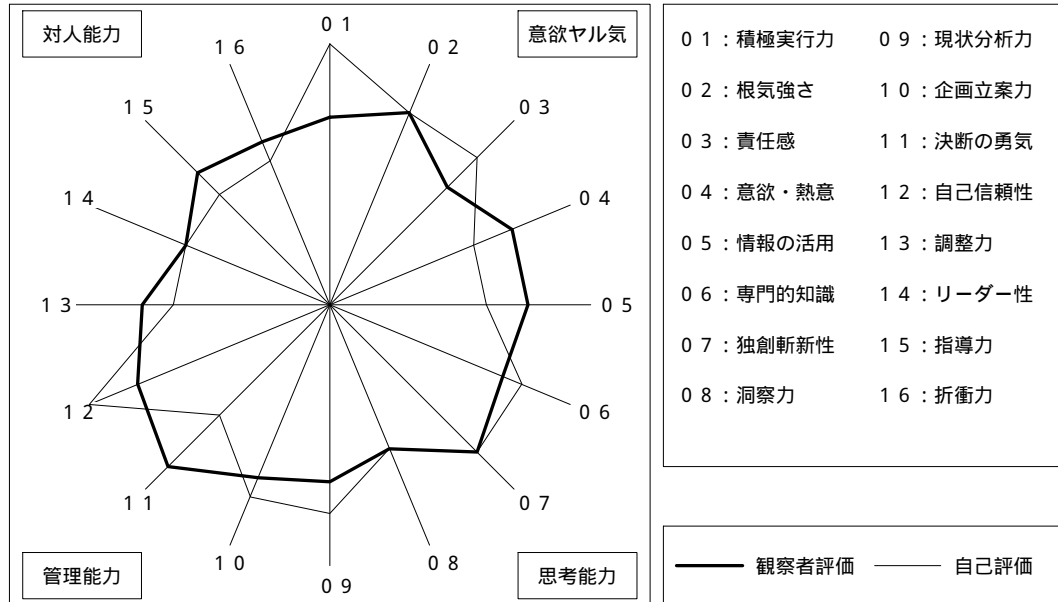 対人能力
意欲ヤル気
01
02
03
04
05
06
07
08
09
10
11
12
13
14
15
16
管理能力
思考能力
01：積極実行力 09：現状分析力
02：根気強さ 10：企画立案力
03：責任感 11：決断の勇気
04：意欲・熱意 12：自己信頼性
05：情報の活用 13：調整力
06：専門的知識 14：リーダー性
07：独創斬新性 15：指導力
08：洞察力 16：折衝力
観察者評価 自己評価